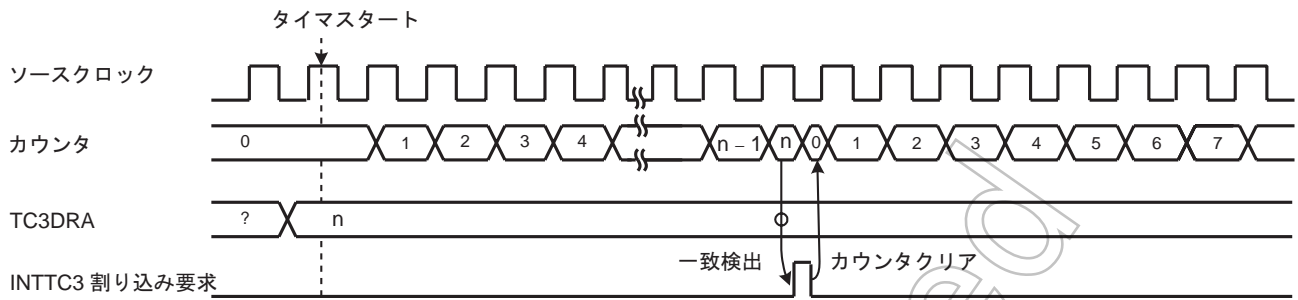 タイマスタート
ソースクロック
カウンタ 0 1 2 3 4 n – 1 n 0 1 2 3 4 5 6 7
TC3DRA ? n
一致検出 カウンタクリア
INTTC3 割り込み要求